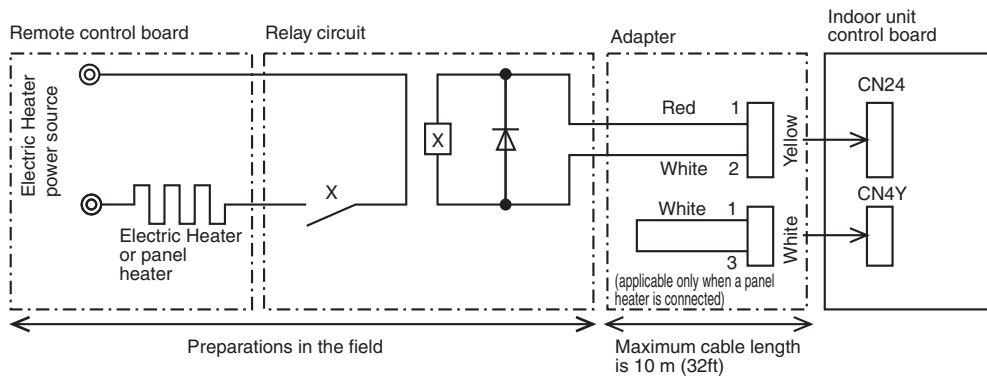 Remote control board
Relay circuit
Adapter
Indoor unit
control board
Electric Heater
power source
Electric Heater
or panel
heater
X
X
Red
1
White
2
Yellow
CN24
White
1
3
White
CN4Y
(applicable only when a panel
heater is connected)
Preparations in the field
Maximum cable length
is 10 m (32ft)